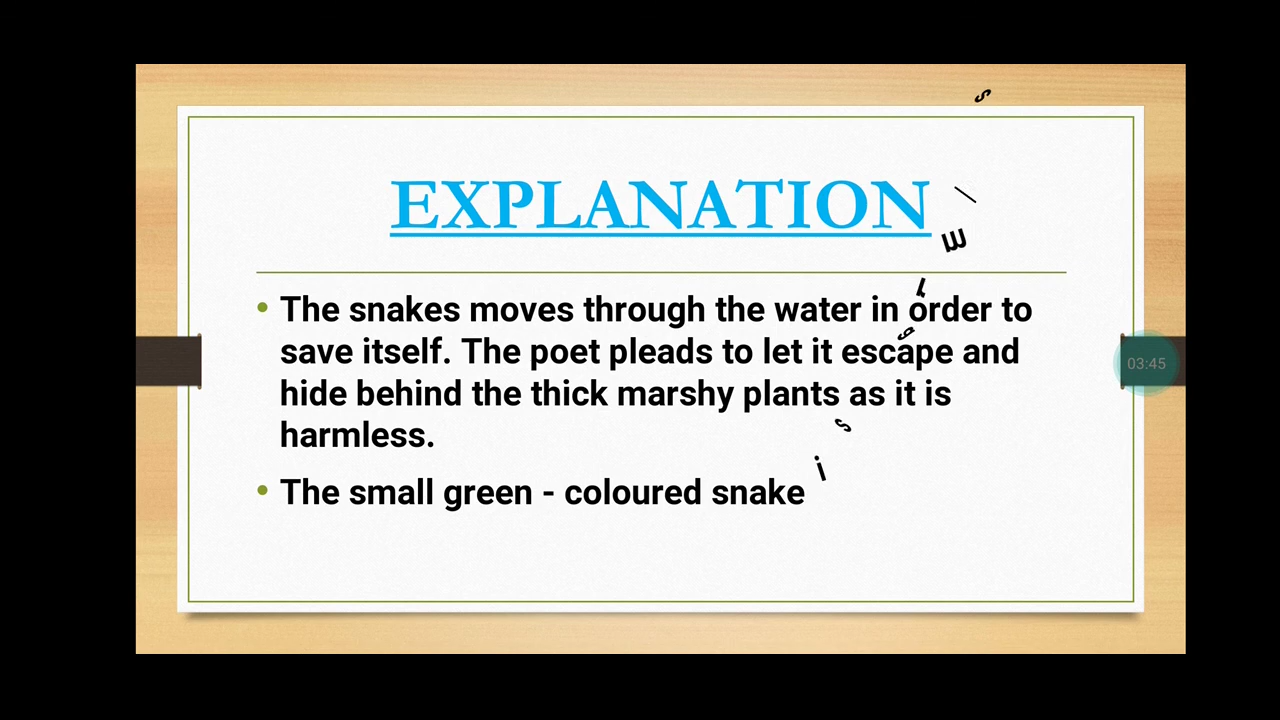 EXPLANATION
The snakes moves through the water in order to
save itself. The poet pleads to let it escape and
hide behind the thick marshy plants as it is
harmless.
The small green - coloured snake i s
03:45